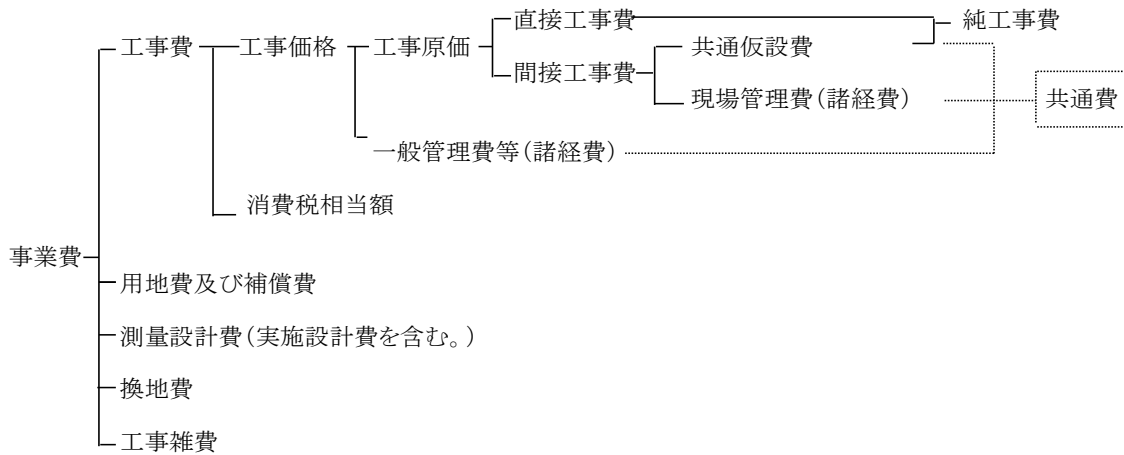 直接工事費 純工事費
工事費 工事価格 工事原価 共通仮設費
間接工事費
現場管理費(諸経費) 共通費
一般管理費等(諸経費)
消費税相当額
事業費
用地費及び補償費
測量設計費(実施設計費を含む。)
換地費
工事雑費